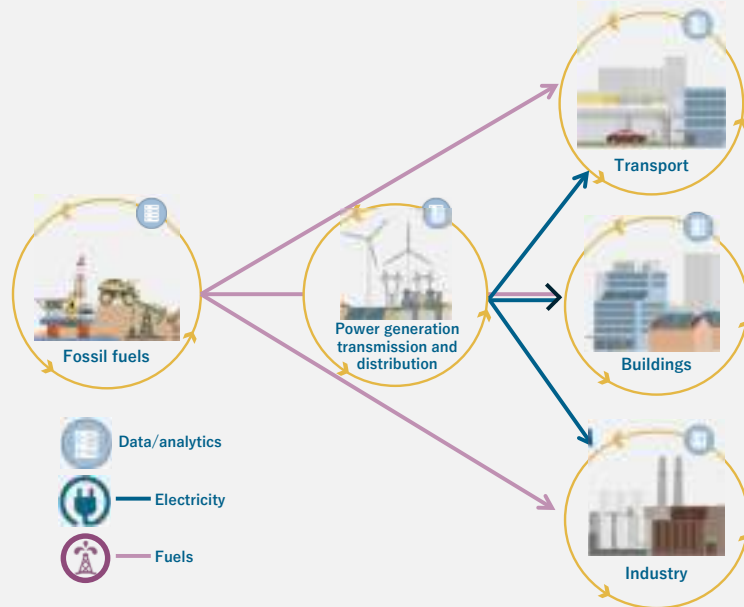 Transport
Fossil fuels
Power generation
transmission and
distribution
Buildings
Data/analytics
Electricity
Fuels
Industry